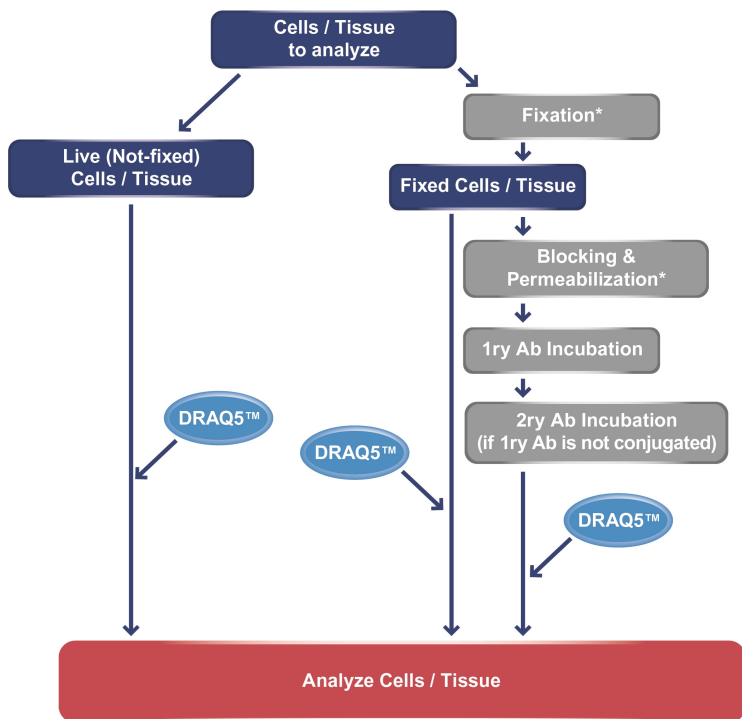 Cells / Tissue
to analyze
Fixation*
Live (Not-fixed)
Cells / Tissue
Fixed Cells / Tissue
Blocking &
Permeabilization*
1ry Ab Incubation
2ry Ab Incubation
(if 1ry Ab is not conjugated)
DRAQ5™
DRAQ5™
DRAQ5™
Analyze Cells / Tissue